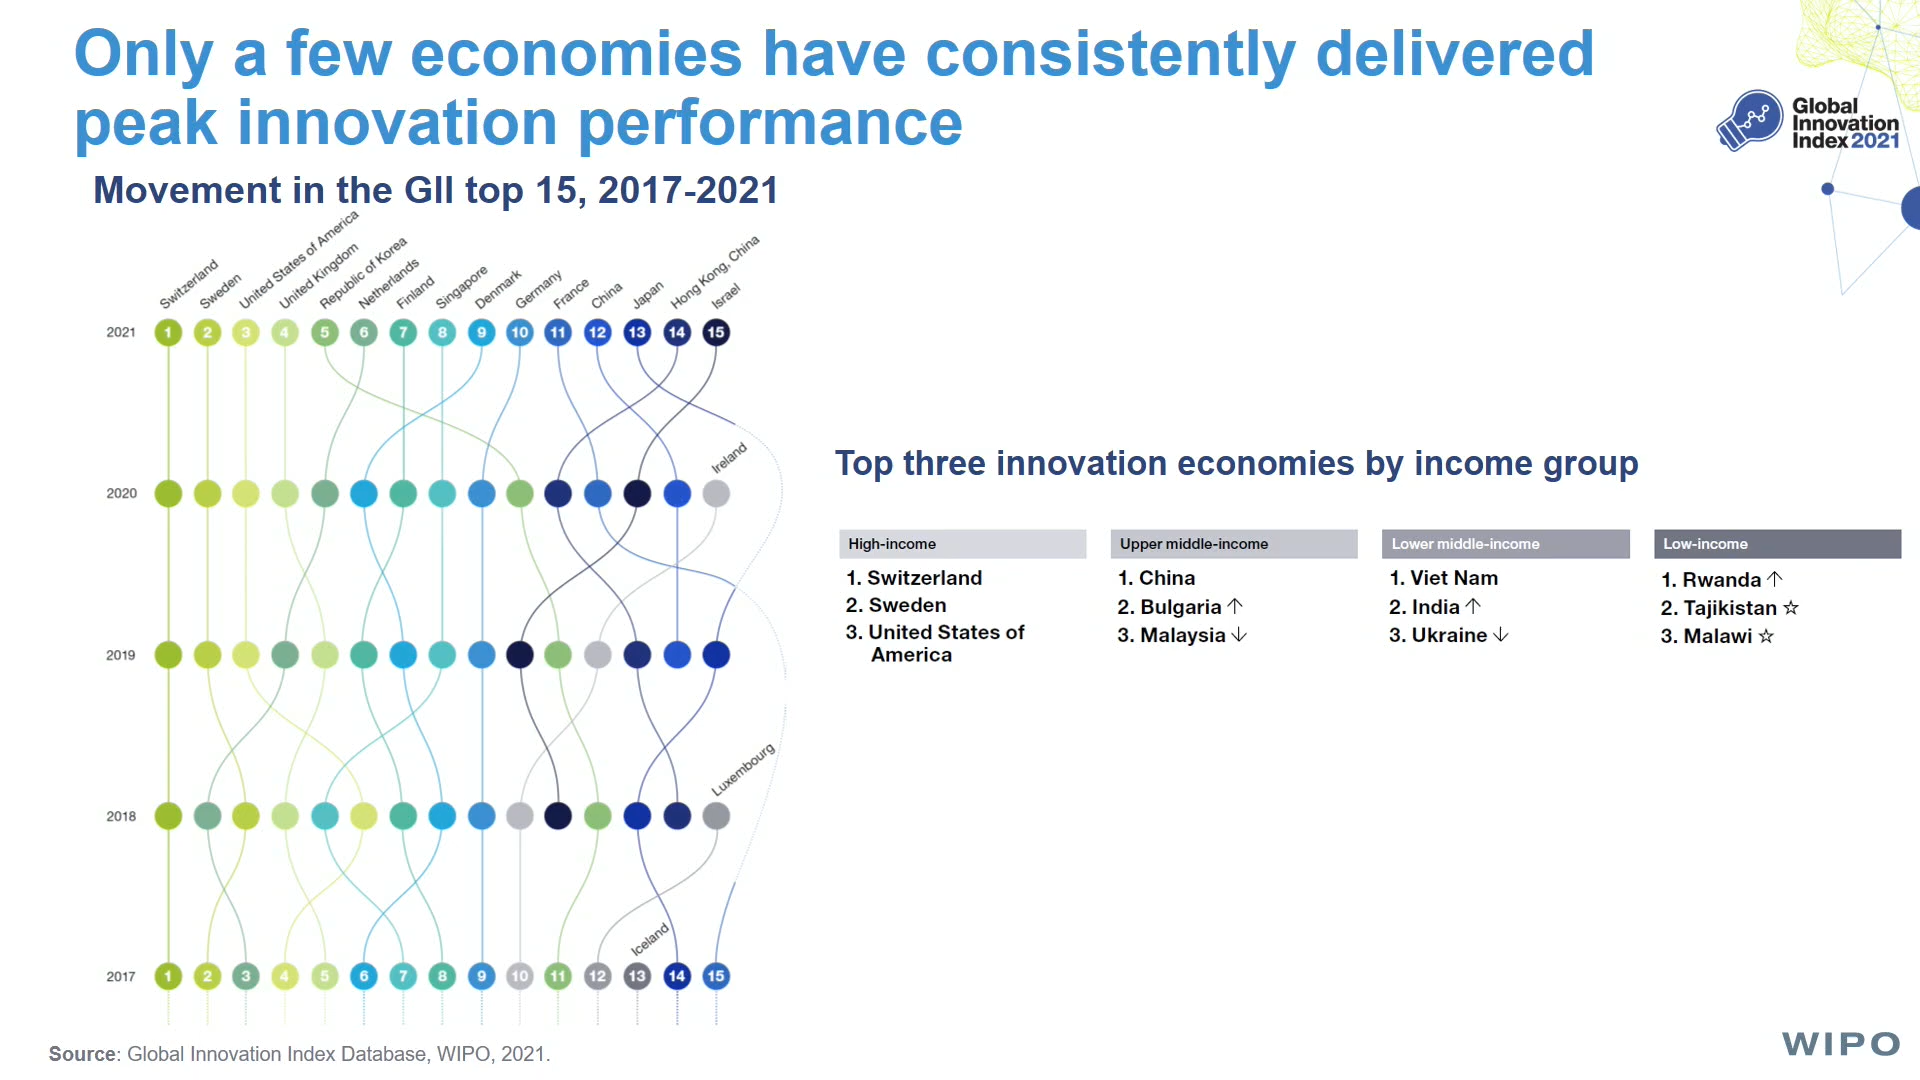 Only a few economies have consistently delivered
peak innovation performance
Global
Innovation
Index 2021
Movement in the GII top 15, 2017-2021
Switzerland
Sweden
United States of America
United Kingdom
Republic of Korea
Netherlands
Finland
Singapore
Denmark
Germany
France
China
Japan
Hong Kong, China
Israel
2021 1 2 3 4 5 6 7 8 9 10 11 12 13 14 15
Ireland
2020
2019
Luxembourg
2018
Iceland
2017 1 2 3 4 5 6 7 8 9 10 11 12 13 14 15
Top three innovation economies by income group
High-income
1. Switzerland
2. Sweden
3. United States of
America
Upper middle-income
1. China
2. Bulgaria ↑
3. Malaysia ↓
Lower middle-income
1. Viet Nam
2. India ↑
3. Ukraine ↓
Low-income
1. Rwanda ↑
2. Tajikistan ☆
3. Malawi ☆
Source: Global Innovation Index Database, WIPO, 2021.
WIPO